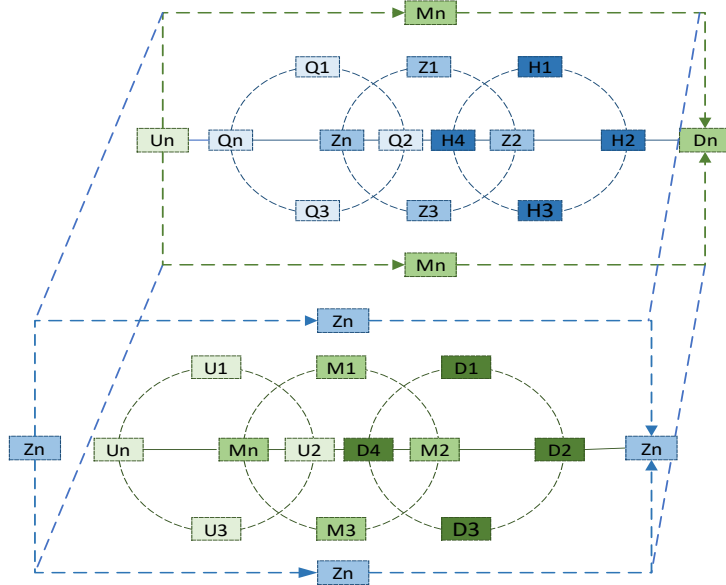 Mn
Q1 Z1 H1
Un Qn Zn Q2 H4 Z2 H2 Dn
Q3 Z3 H3
Mn
Zn
U1 M1 D1
Zn Un Mn U2 D4 M2 D2 Zn
U3 M3 D3
Zn